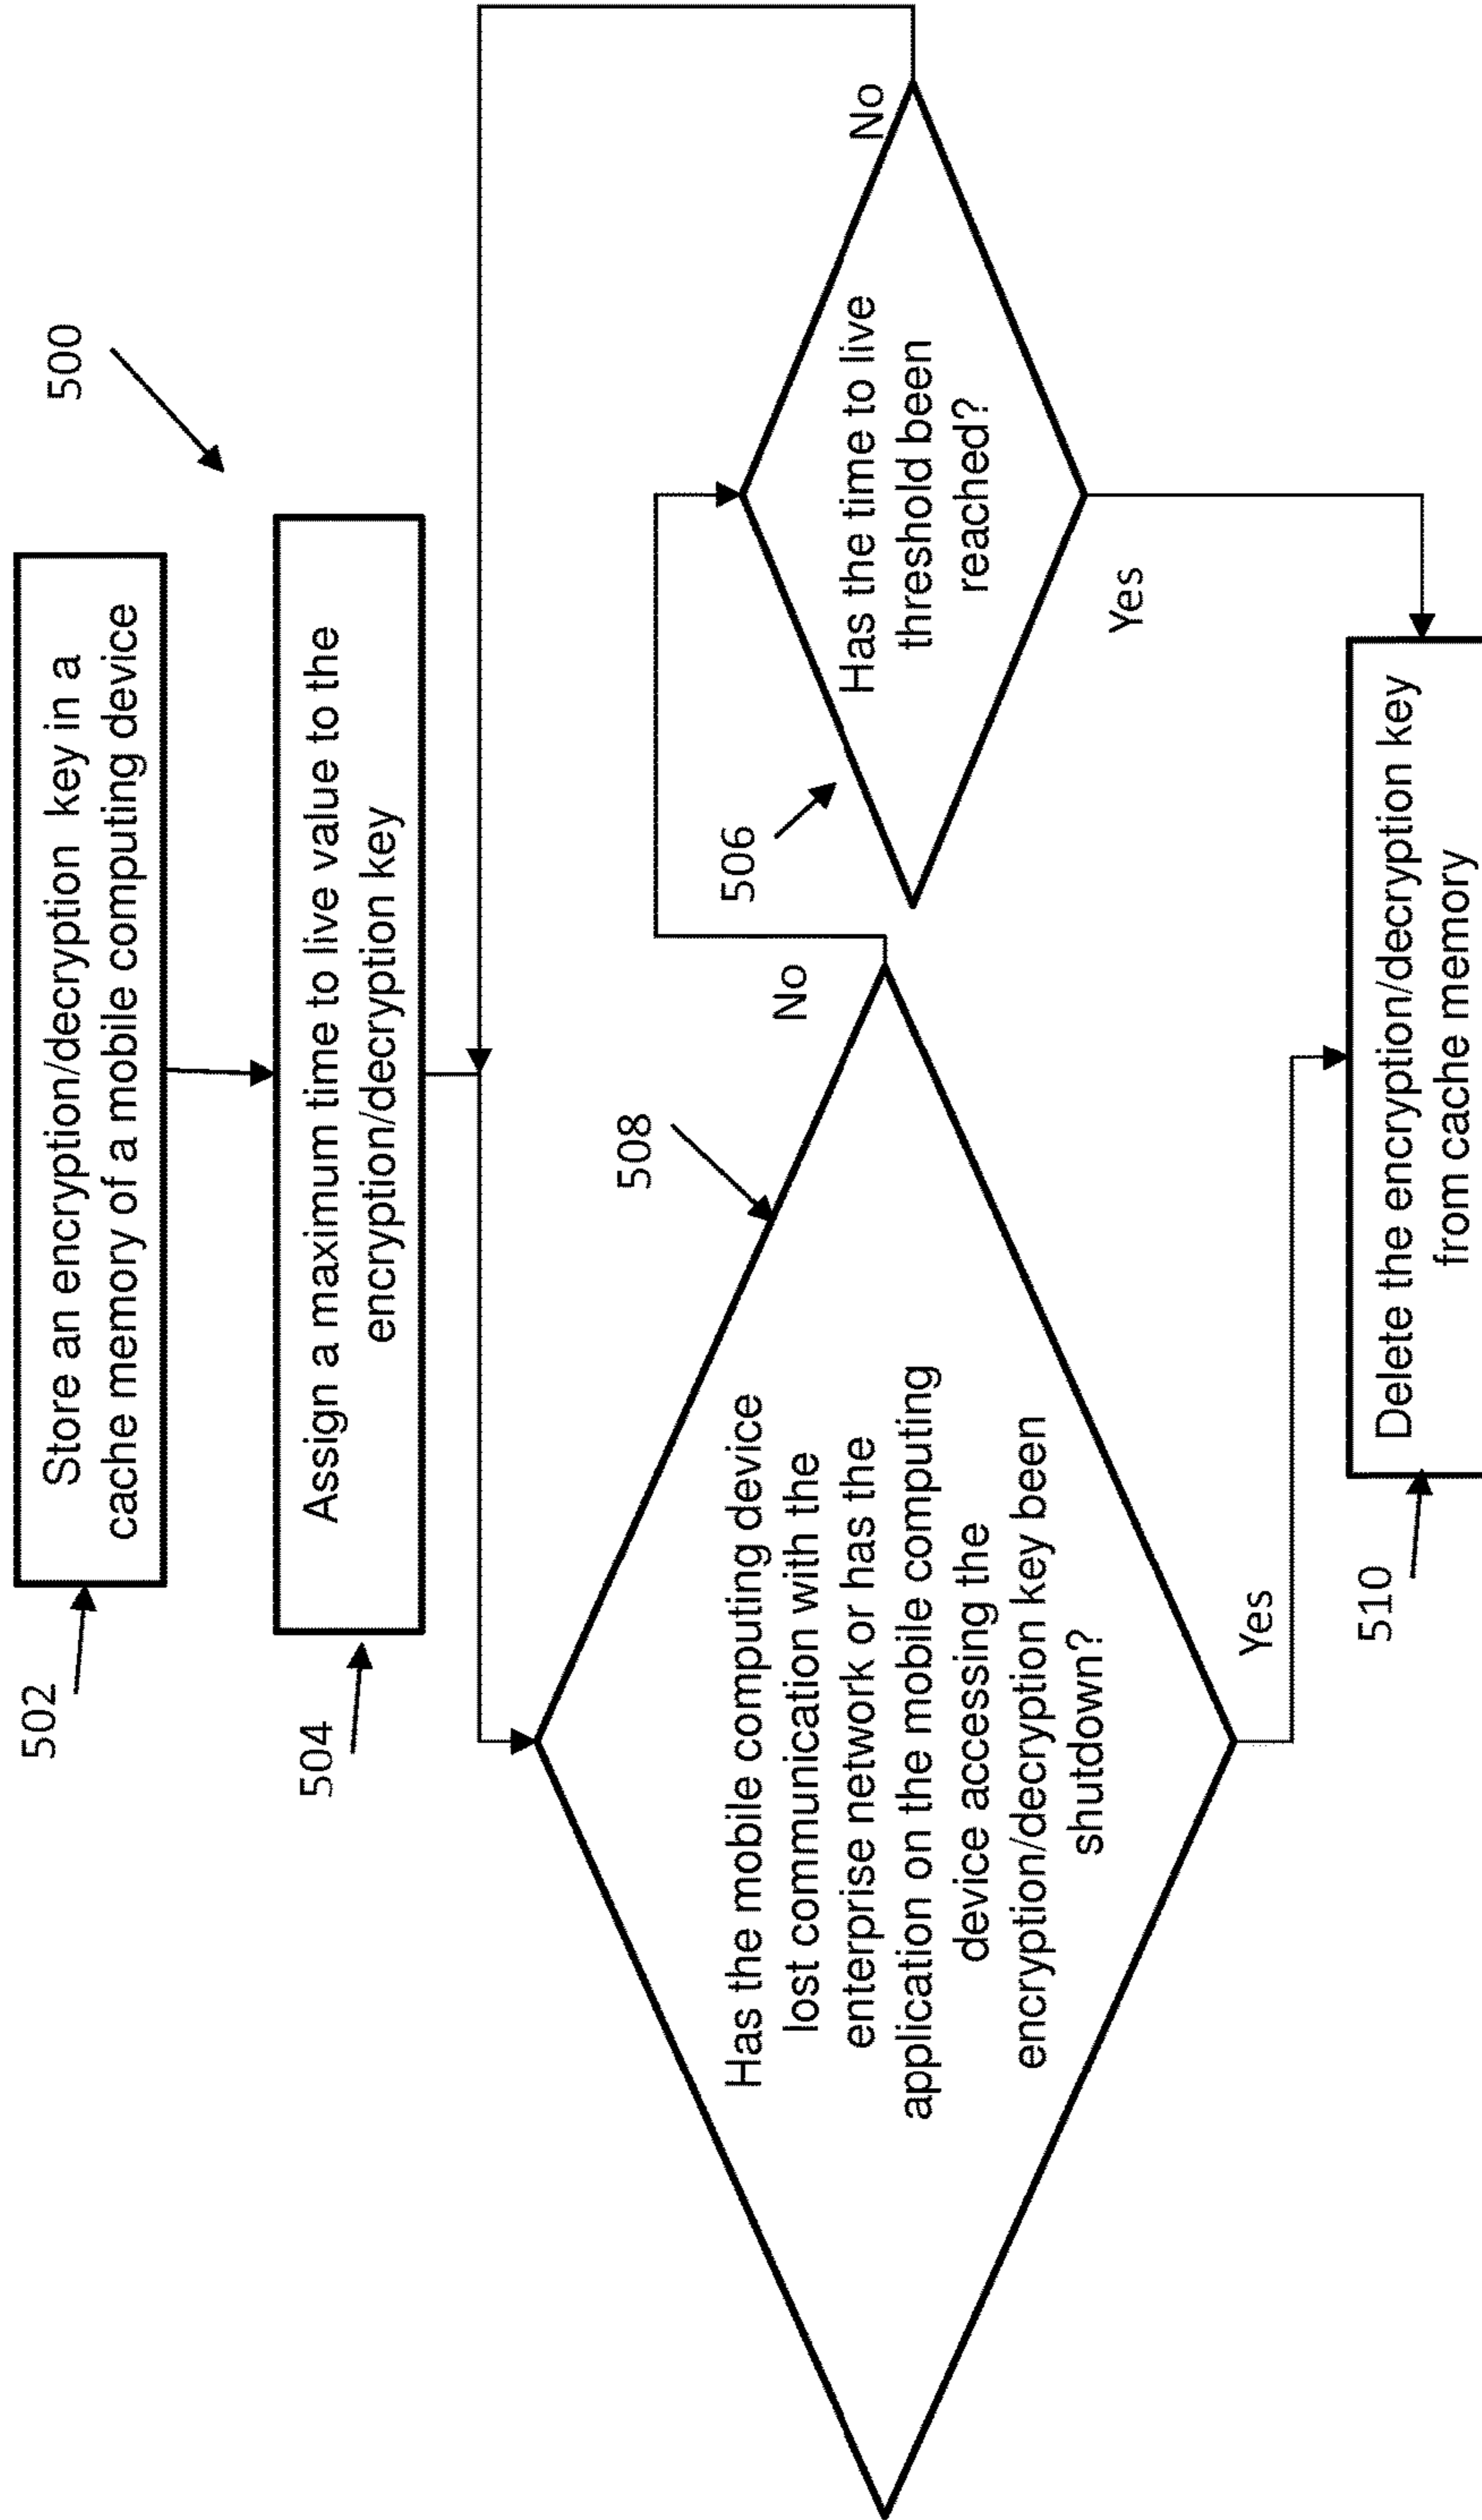 500
502
Store an encryption/decryption key in a
cache memory of a mobile computing device
504
Assign a maximum time to live value to the
encryption/decryption key
508
Has the mobile computing device
lost communication with the
enterprise network or has the
application on the mobile computing
device accessing the
encryption/decryption key been
shutdown?
No
Yes
506
Has the time to live
threshold been
reached?
No
Yes
510
Delete the encryption/decryption key
from cache memory